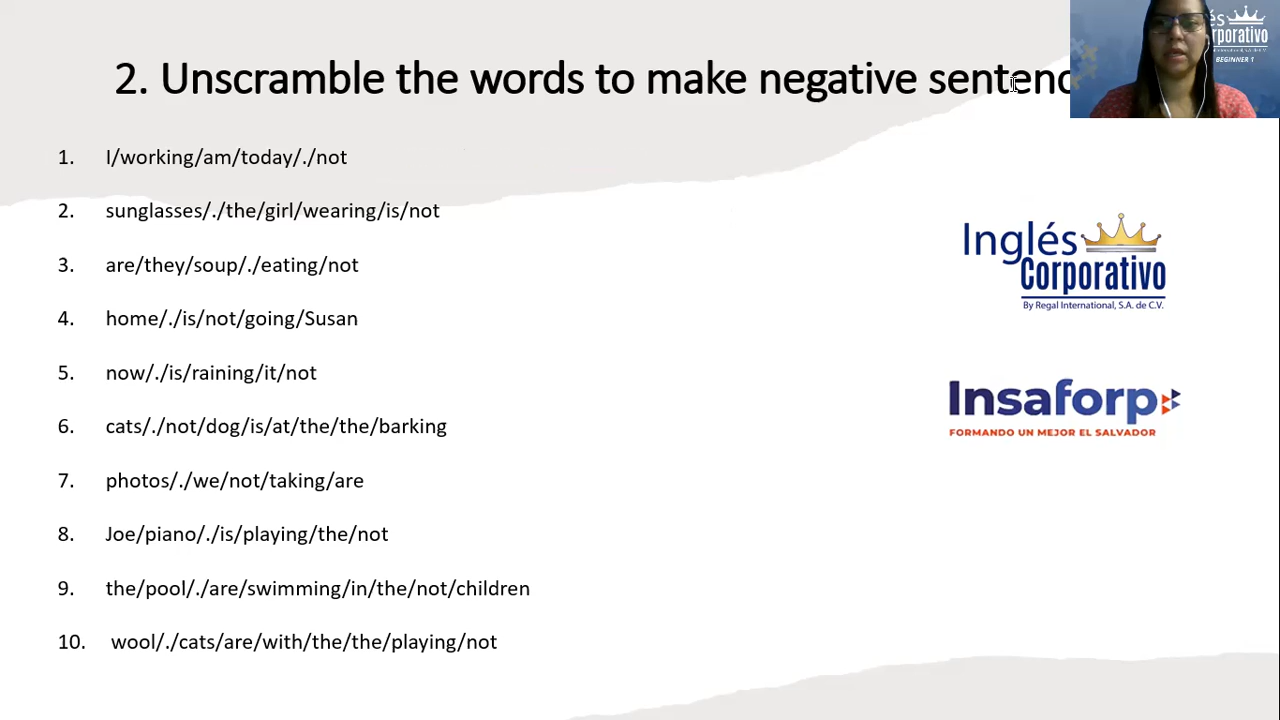 2. Unscramble the words to make negative
1. I/working/am/today/./not
2. sunglasses/./the/girl/wearing/is/not
3. are/they/soup/./eating/not
4. home/./is/not/going/Susan
5. now/./is/raining/it/not
6. cats/./not/dog/is/at/the/the/barking
7. photos/./we/not/taking/are
8. Joe/piano/./is/playing/the/not
9. the/pool/./are/swimming/in/the/not/children
10. wool/./cats/are/with/the/the/playing/not
Inglés
Corporativo
By Regal International, S.A. de C.V.
Insaforp
FORMANDO UN MEJOR EL SALVADOR
BEGINNER 1